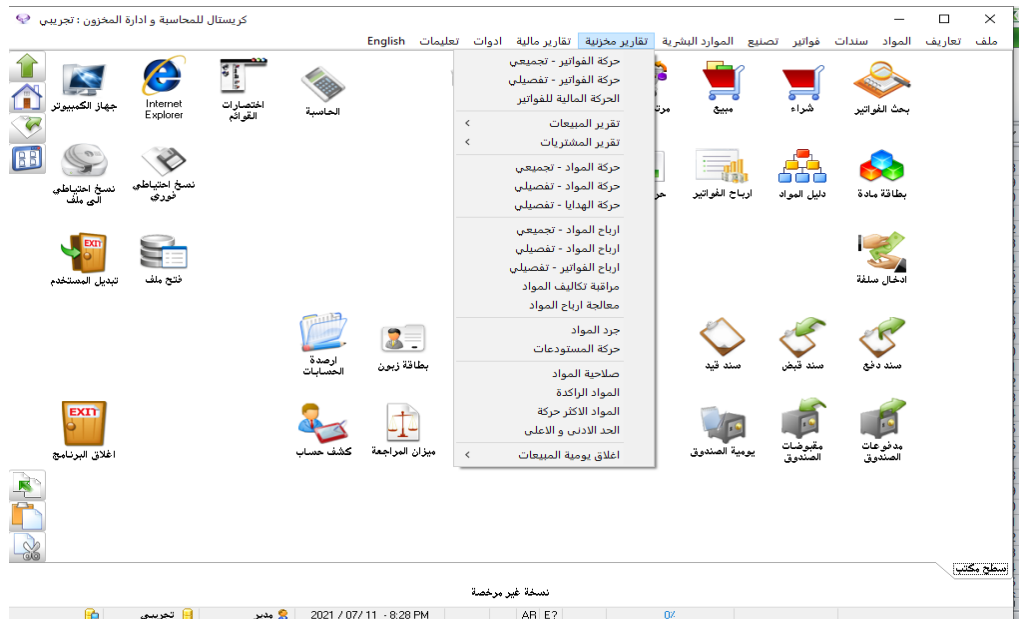 كريستال للمحاسبة و ادارة المخزون : تجريبي
ملف تعاريف المواد سندات فواتير تصنيع الموارد البشرية تقارير مخزنية تقارير مالية ادوات تعليمات English
حركة الفواتير - تجميعي
حركة الفواتير - تفصيلي
الحركة المالية للفواتير
تقرير المبيعات
تقرير المشتريات
حركة المواد - تجميعي
حركة المواد - تفصيلي
حركة الهدايا - تفصيلي
ارباح المواد - تجميعي
ارباح المواد - تفصيلي
ارباح الفواتير - تفصيلي
مراقبة تكاليف المواد
معالجة ارباح المواد
جرد المواد
حركة المستودعات
صلاحية المواد
المواد الراكدة
المواد الاكثر حركة
الحد الادنى و الاعلى
اغلاق يومية المبيعات
بحث الفواتير
شراء
مبيع
مرت
الحاسبة
اختصارات
القوائم
Internet
Explorer
جهاز الكمبيوتر
بطاقة مادة
دليل المواد
ارباح الفواتير
حر
نسخ احتياطي
فوري
نسخ احتياطي
الى ملف
ادخال سلفة
فتح ملف
تبديل المستخدم
سند دفع
سند قبض
سند قيد
بطاقة زبون
ارصدة
الحسابات
مدفوعات
الصندوق
مقبوضات
الصندوق
يومية الصندوق
ميزان المراجعة
كشف حساب
EXIT
اغلاق البرنامج
سطح مكتب
نسخة غير مرخصة
تجريبي
مدير
2021 / 07/ 11 - 8:28 PM
AR E?
0%